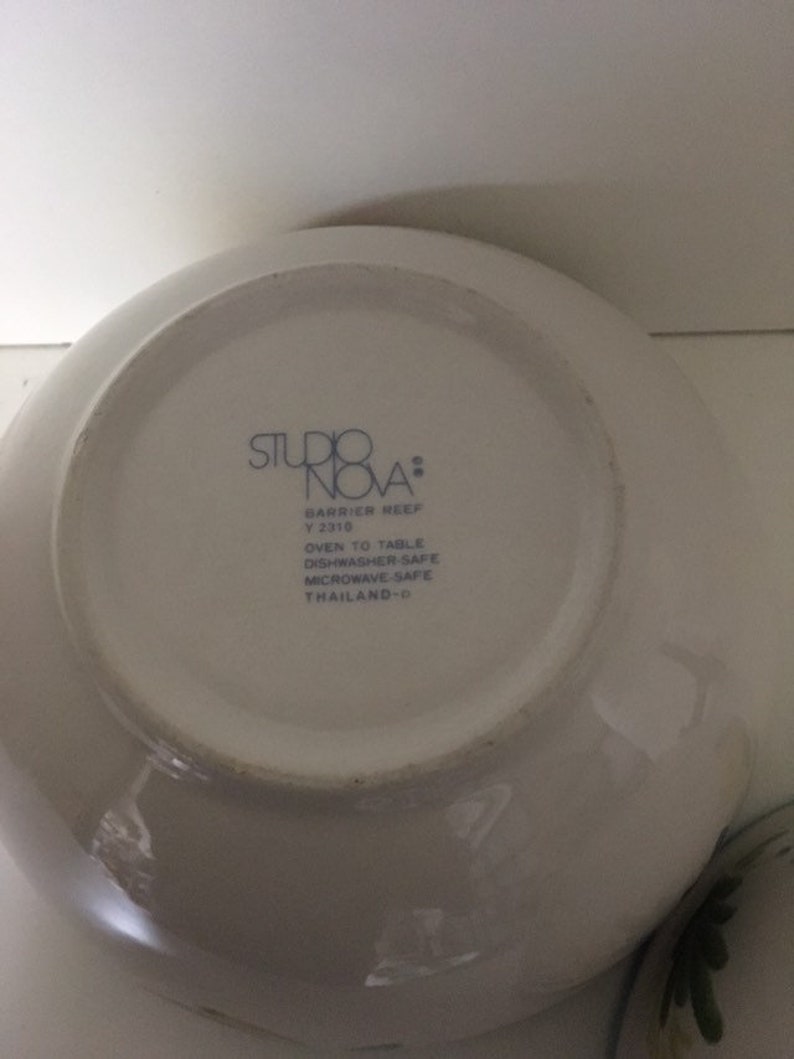 STUDIO
NOVA:
BARRIER REEF
Y 2310
OVEN TO TABLE
DISHWASHER-SAFE
MICROWAVE-SAFE
THAILAND-D